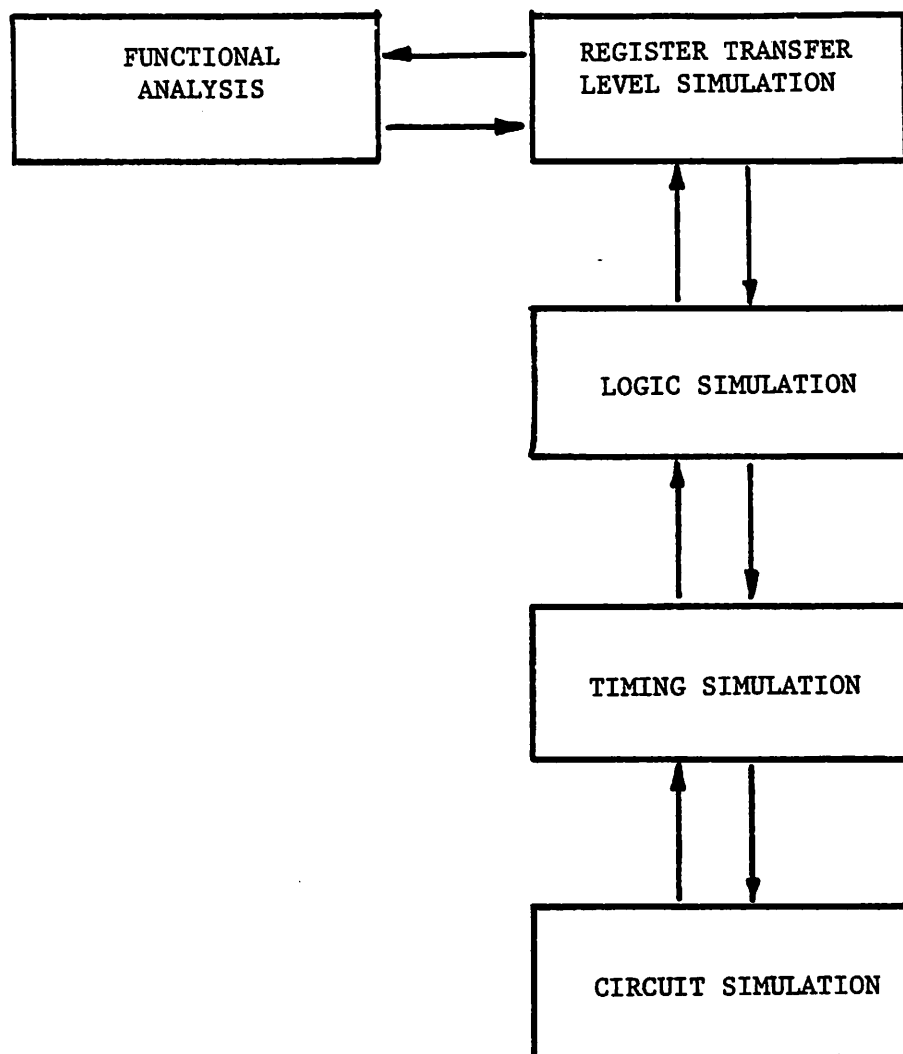 FUNCTIONAL
ANALYSIS
REGISTER TRANSFER
LEVEL SIMULATION
LOGIC SIMULATION
TIMING SIMULATION
CIRCUIT SIMULATION